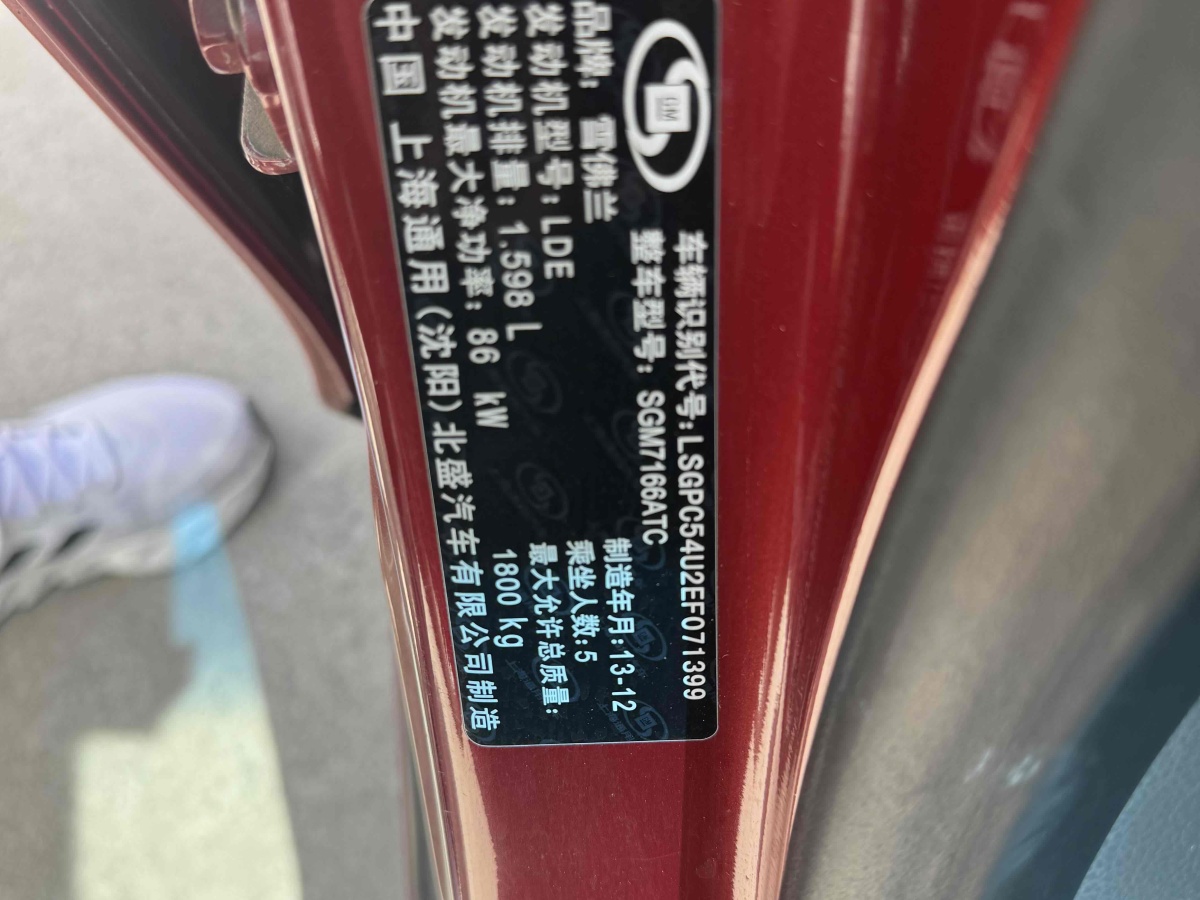 GM
车辆识别代号:LSGPC54U2EF071399
整车型号: SGM7166ATC
品牌: 雪佛兰
制造年月:13-12
发动机型号:LDE
乘坐人数:5
发动机排量:1.598 L
最大允许总质量:
发动机最大净功率: 86 kW
1800 kg
中国 上海通用(沈阳)北盛汽车有限公司制造